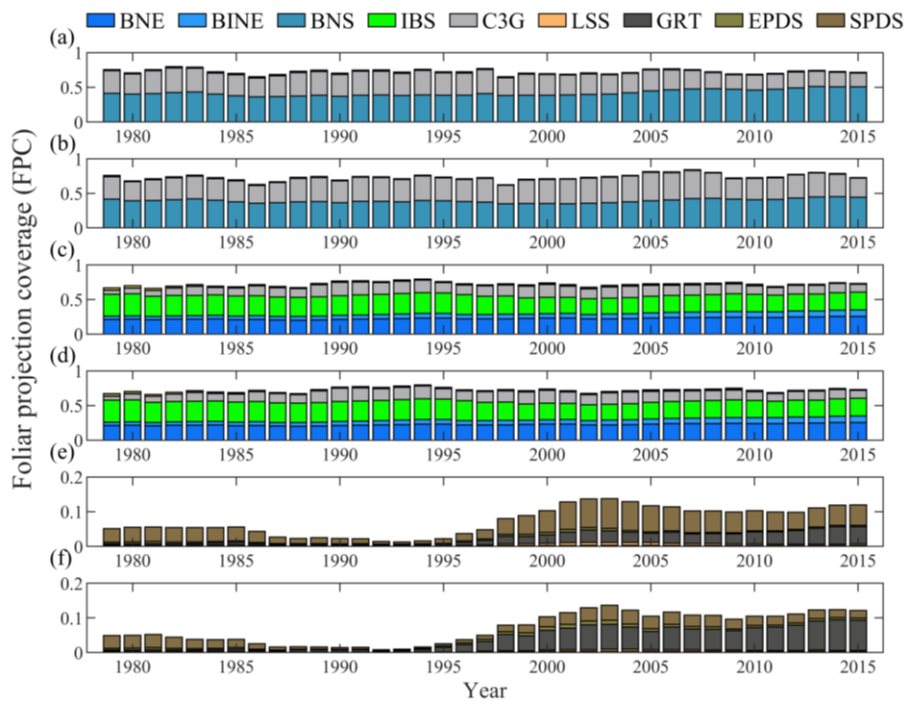 BNE BINE BNS IBS C3G LSS GRT EPDS SPDS
(a)
1
0.5
0
1980 1985 1990 1995 2000 2005 2010 2015
(b)
1
0.5
0
1980 1985 1990 1995 2000 2005 2010 2015
(c)
1
0.5
0
1980 1985 1990 1995 2000 2005 2010 2015
(d)
1
0.5
0
1980 1985 1990 1995 2000 2005 2010 2015
(e)
0.2
0.1
0
1980 1985 1990 1995 2000 2005 2010 2015
(f)
0.2
0.1
0
1980 1985 1990 1995 2000 2005 2010 2015
Foliar projection coverage (FPC)
Year